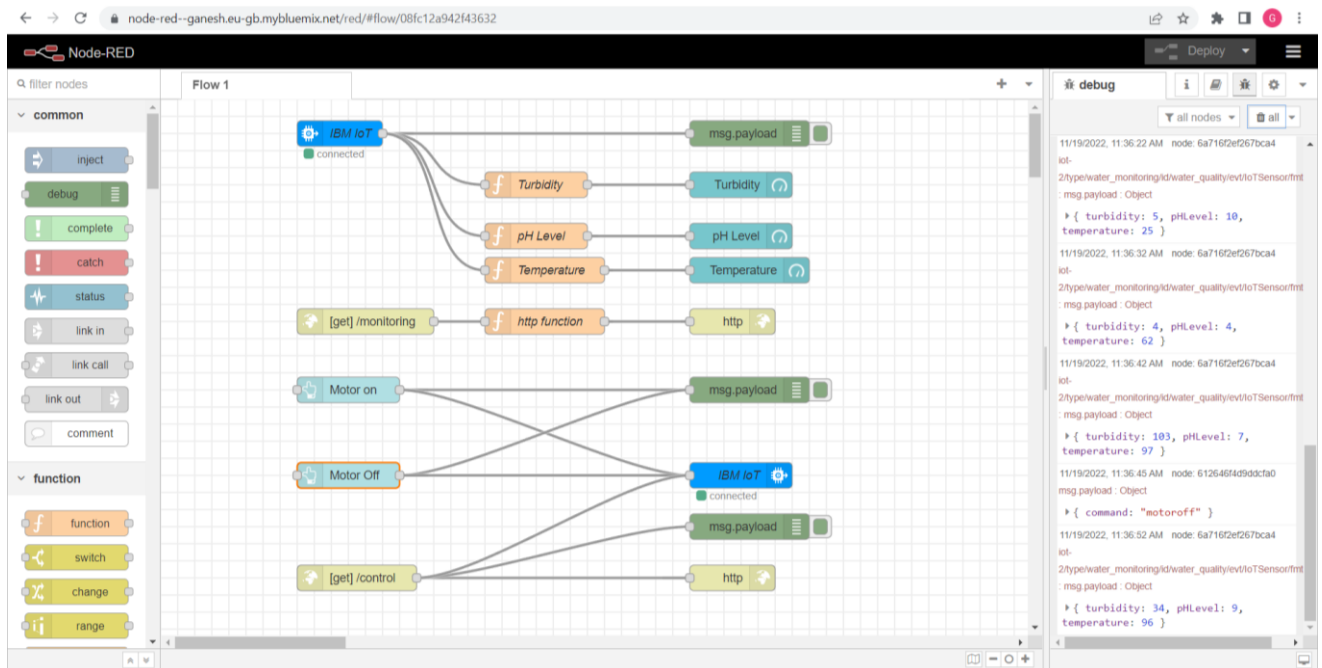 node-red--ganesh.eu-gb.mybluemix.net/red/#flow/08fc12a942f43632
G
Node-RED
Deploy
filter nodes
Flow 1
debug
i
common
all nodes
all
inject
debug
complete
catch
status
link in
link call
link out
comment
function
function
switch
change
range
IBM IoT
connected
msg.payload
Turbidity
Turbidity
pH Level
pH Level
Temperature
Temperature
[get] /monitoring
http function
http
Motor on
msg.payload
Motor Off
IBM IoT
connected
msg.payload
[get] /control
http
11/19/2022, 11:36:22 AM node: 6a716f2ef267bca4
iot-
2/type/water_monitoring/id/water_quality/evt/IoTSensor/fmt
: msg.payload : Object
{ turbidity: 5, pHLevel: 10,
temperature: 25 }
11/19/2022, 11:36:32 AM node: 6a716f2ef267bca4
iot-
2/type/water_monitoring/id/water_quality/evt/IoTSensor/fmt
: msg.payload : Object
{ turbidity: 4, pHLevel: 4,
temperature: 62 }
11/19/2022, 11:36:42 AM node: 6a716f2ef267bca4
iot-
2/type/water_monitoring/id/water_quality/evt/IoTSensor/fmt
: msg.payload : Object
{ turbidity: 103, pHLevel: 7,
temperature: 97 }
11/19/2022, 11:36:45 AM node: 612646f4d9ddcfa0
msg.payload : Object
{ command: "motoroff" }
11/19/2022, 11:36:52 AM node: 6a716f2ef267bca4
iot-
2/type/water_monitoring/id/water_quality/evt/IoTSensor/fmt
: msg.payload : Object
{ turbidity: 34, pHLevel: 9,
temperature: 96 }